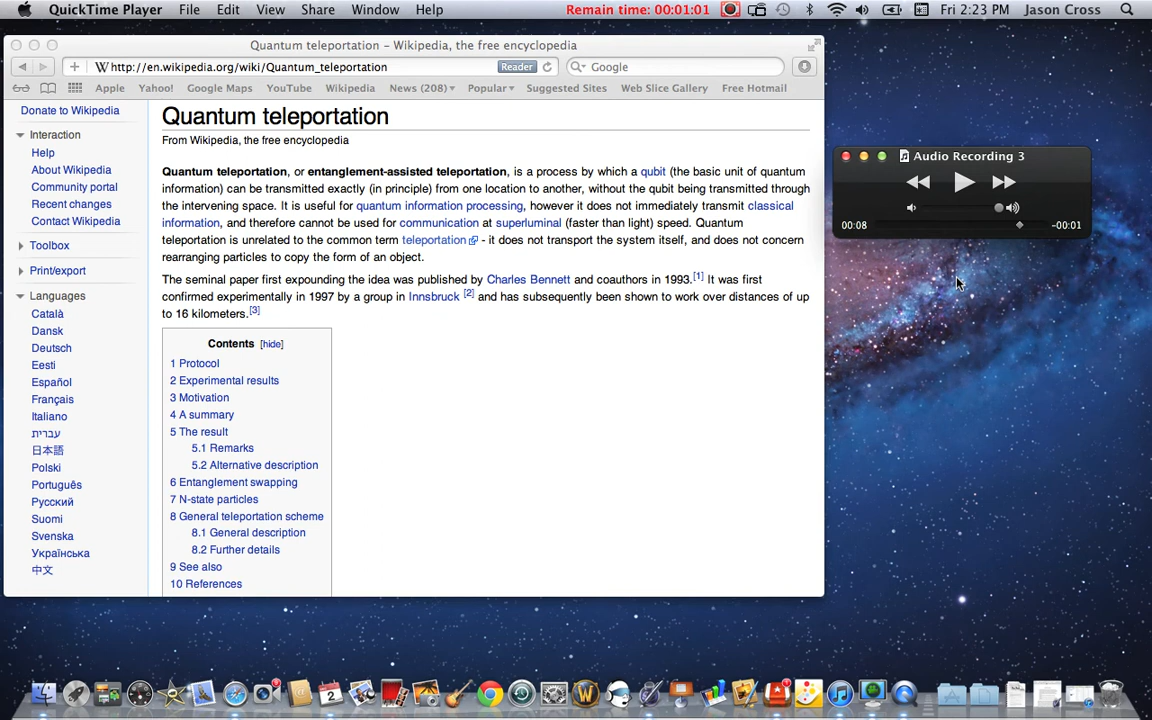 QuickTime Player File Edit View Share Window Help Remain time: 00:01:01 Fri 2:23 PM Jason Cross
Quantum teleportation – Wikipedia, the free encyclopedia
W http://en.wikipedia.org/wiki/Quantum_teleportation Reader Google
Apple Yahoo! Google Maps YouTube Wikipedia News (208) Popular Suggested Sites Web Slice Gallery Free Hotmail
Donate to Wikipedia
Interaction
Help
About Wikipedia
Community portal
Recent changes
Contact Wikipedia
Toolbox
Print/export
Languages
Català
Dansk
Deutsch
Eesti
Español
Français
Italiano
עברית
日本語
Polski
Português
Русский
Suomi
Svenska
Українська
中文
Quantum teleportation
From Wikipedia, the free encyclopedia
Quantum teleportation, or entanglement-assisted teleportation, is a process by which a qubit (the basic unit of quantum
information) can be transmitted exactly (in principle) from one location to another, without the qubit being transmitted through
the intervening space. It is useful for quantum information processing, however it does not immediately transmit classical
information, and therefore cannot be used for communication at superluminal (faster than light) speed. Quantum
teleportation is unrelated to the common term teleportation - it does not transport the system itself, and does not concern
rearranging particles to copy the form of an object.
The seminal paper first expounding the idea was published by Charles Bennett and coauthors in 1993.[1] It was first
confirmed experimentally in 1997 by a group in Innsbruck [2] and has subsequently been shown to work over distances of up
to 16 kilometers.[3]
Contents [hide]
1 Protocol
2 Experimental results
3 Motivation
4 A summary
5 The result
5.1 Remarks
5.2 Alternative description
6 Entanglement swapping
7 N-state particles
8 General teleportation scheme
8.1 General description
8.2 Further details
9 See also
10 References
Audio Recording 3
00:08 -00:01
2